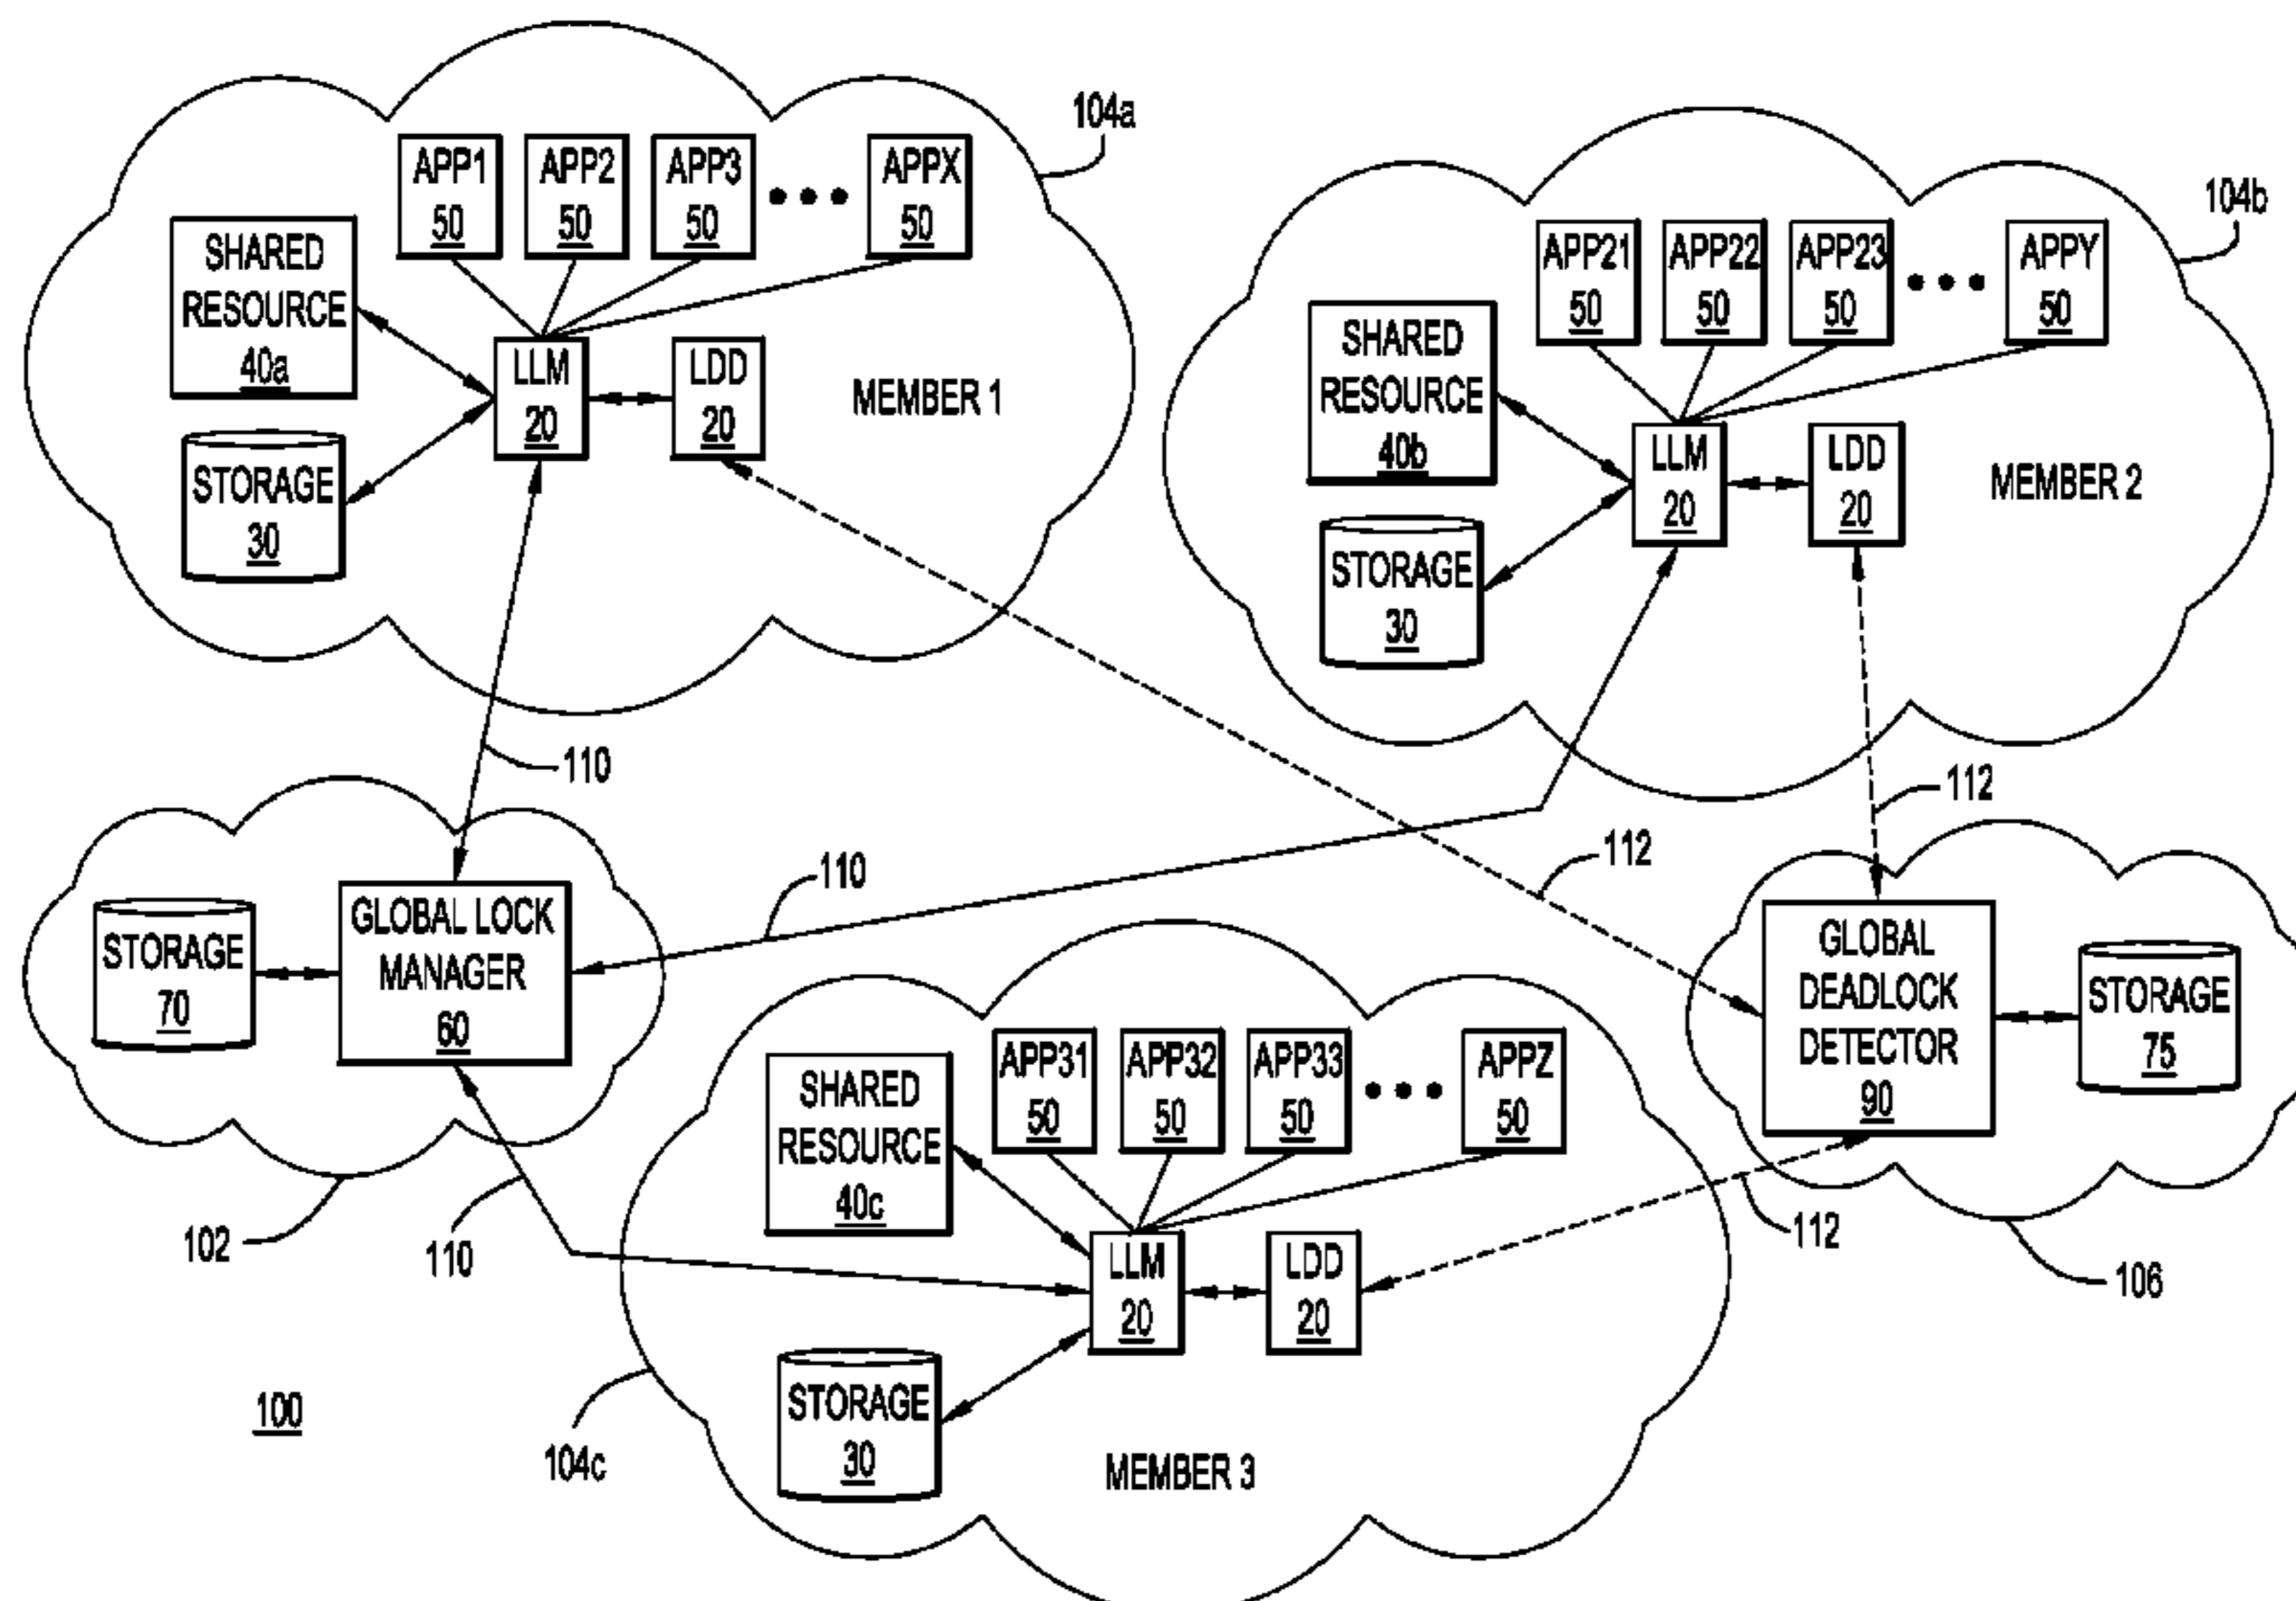 104a
APP1
50
APP2
50
APP3
50
APPX
50
SHARED
RESOURCE
40a
LLM
20
LDD
20
MEMBER 1
STORAGE
30
104b
APP21
50
APP22
50
APP23
50
APPY
50
SHARED
RESOURCE
40b
LLM
20
LDD
20
MEMBER 2
STORAGE
30
110
112
112
110
STORAGE
70
GLOBAL LOCK
MANAGER
60
GLOBAL
DEADLOCK
DETECTOR
90
STORAGE
75
102
110
112
106
APP31
50
APP32
50
APP33
50
APPZ
50
SHARED
RESOURCE
40c
LLM
20
LDD
20
STORAGE
30
MEMBER 3
104c
100